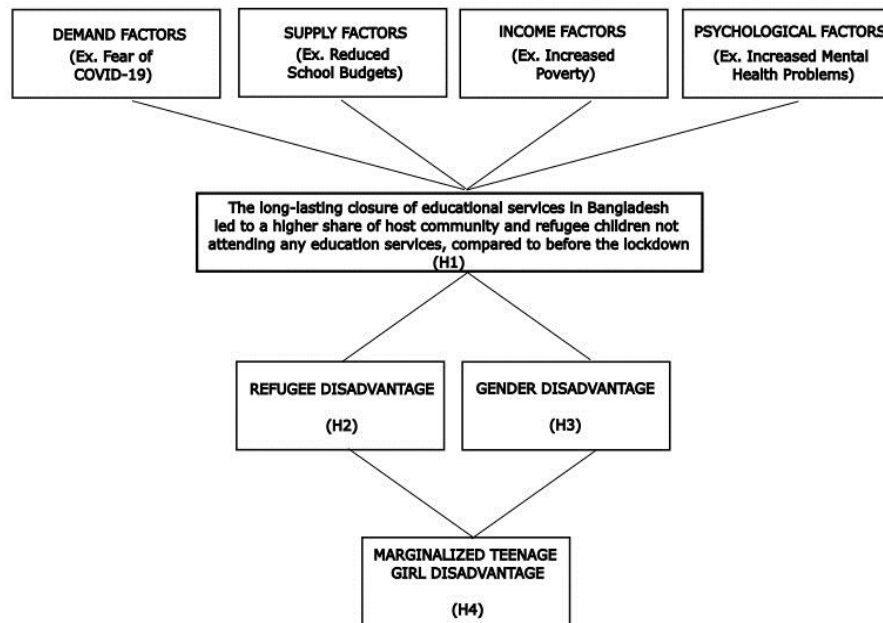 DEMAND FACTORS
(Ex. Fear of
COVID-19)
SUPPLY FACTORS
(Ex. Reduced
School Budgets)
INCOME FACTORS
(Ex. Increased
Poverty)
PSYCHOLOGICAL FACTORS
(Ex. Increased Mental
Health Problems)
The long-lasting closure of educational services in Bangladesh
led to a higher share of host community and refugee children not
attending any education services, compared to before the lockdown
(H1)
REFUGEE DISADVANTAGE
(H2)
GENDER DISADVANTAGE
(H3)
MARGINALIZED TEENAGE
GIRL DISADVANTAGE
(H4)